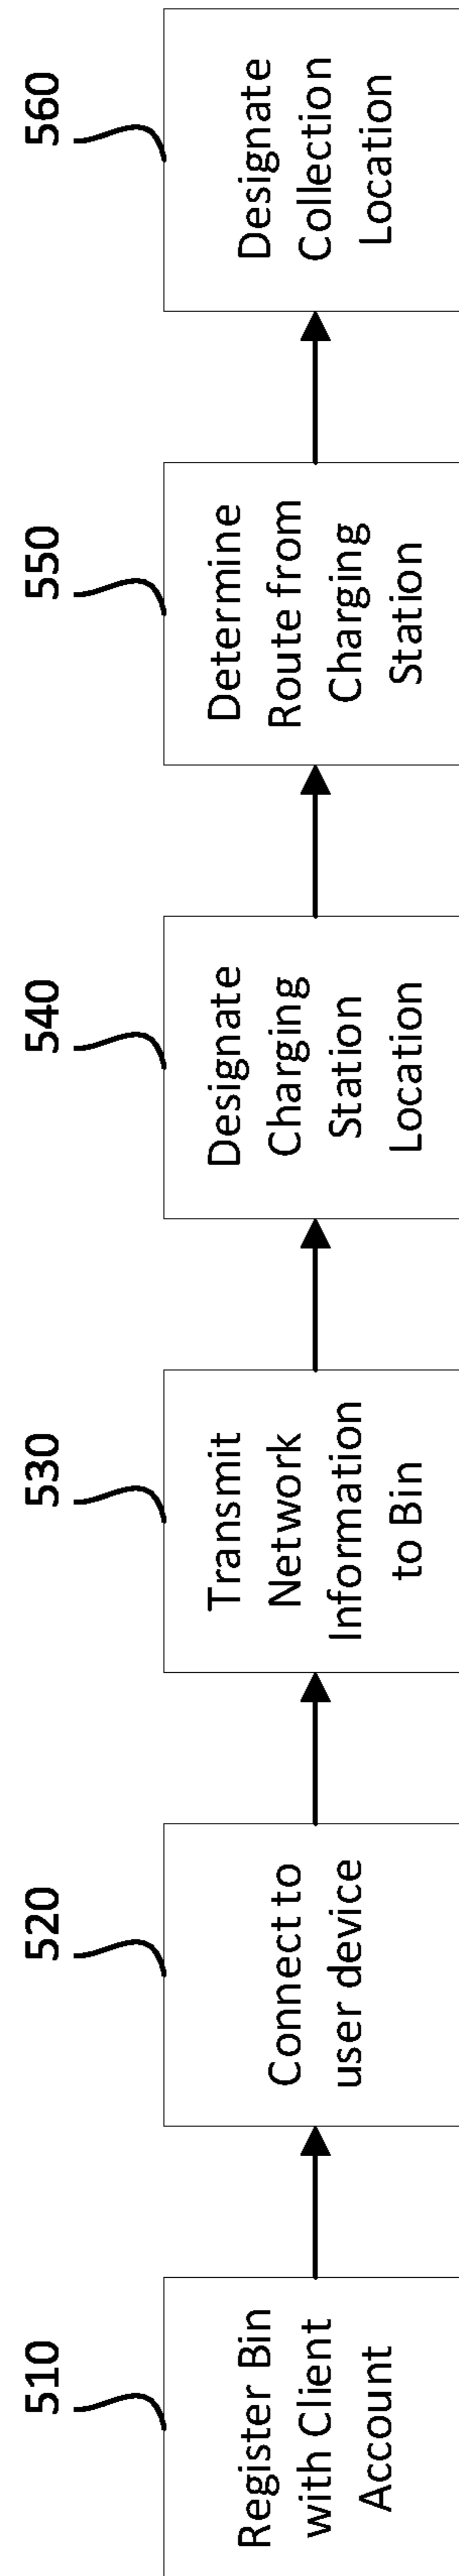 510
Register Bin
with Client
Account
520
Connect to
user device
530
Transmit
Network
Information
to Bin
540
Designate
Charging
Station
Location
550
Determine
Route from
Charging
Station
560
Designate
Collection
Location